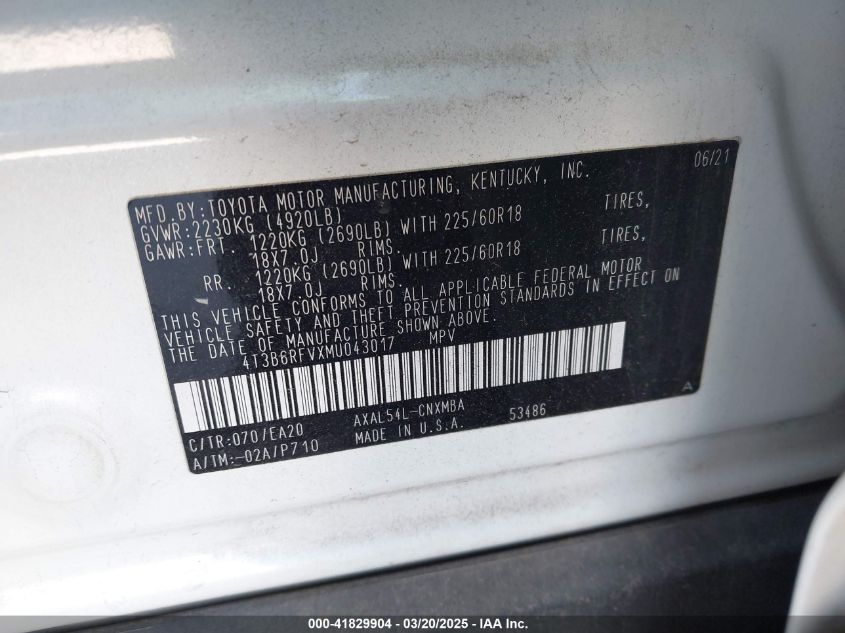 06/21
MFD.BY:TOYOTA MOTOR MANUFACTURING, KENTUCKY, INC.
GVWR:2230KG (4920LB)
GAWR:FRT. 1220KG (2690LB) WITH 225/60R18 TIRES,
18X7.0J RIMS.
RR. 1220KG (2690LB) WITH 225/60R18 TIRES,
18X7.0J RIMS.
THIS VEHICLE CONFORMS TO ALL APPLICABLE FEDERAL MOTOR
VEHICLE SAFETY AND THEFT PREVENTION STANDARDS IN EFFECT ON
THE DATE OF MANUFACTURE SHOWN ABOVE.
4T3B6RFVXMU043017 MPV
A
C/TR:070/EA20 AXAL54L-CNXMBA 53486
A/TM:-02A/P710 MADE IN U.S.A.
000-41829904 - 03/20/2025 - IAA Inc.